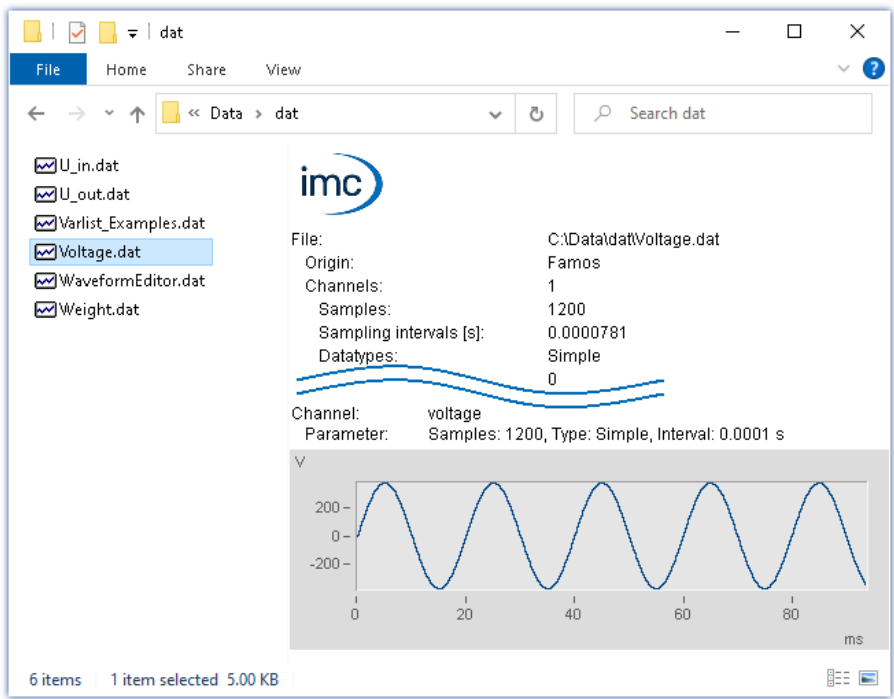 dat
File Home Share View
« Data > dat
Search dat
U_in.dat
U_out.dat
Varlist_Examples.dat
Voltage.dat
WaveformEditor.dat
Weight.dat
imc
File: C:\Data\dat\Voltage.dat
Origin: Famos
Channels: 1
Samples: 1200
Sampling intervals [s]: 0.0000781
Datatypes: Simple
0
Channel: voltage
Parameter: Samples: 1200, Type: Simple, Interval: 0.0001 s
V
200
0
-200
0 20 40 60 80
ms
6 items 1 item selected 5.00 KB